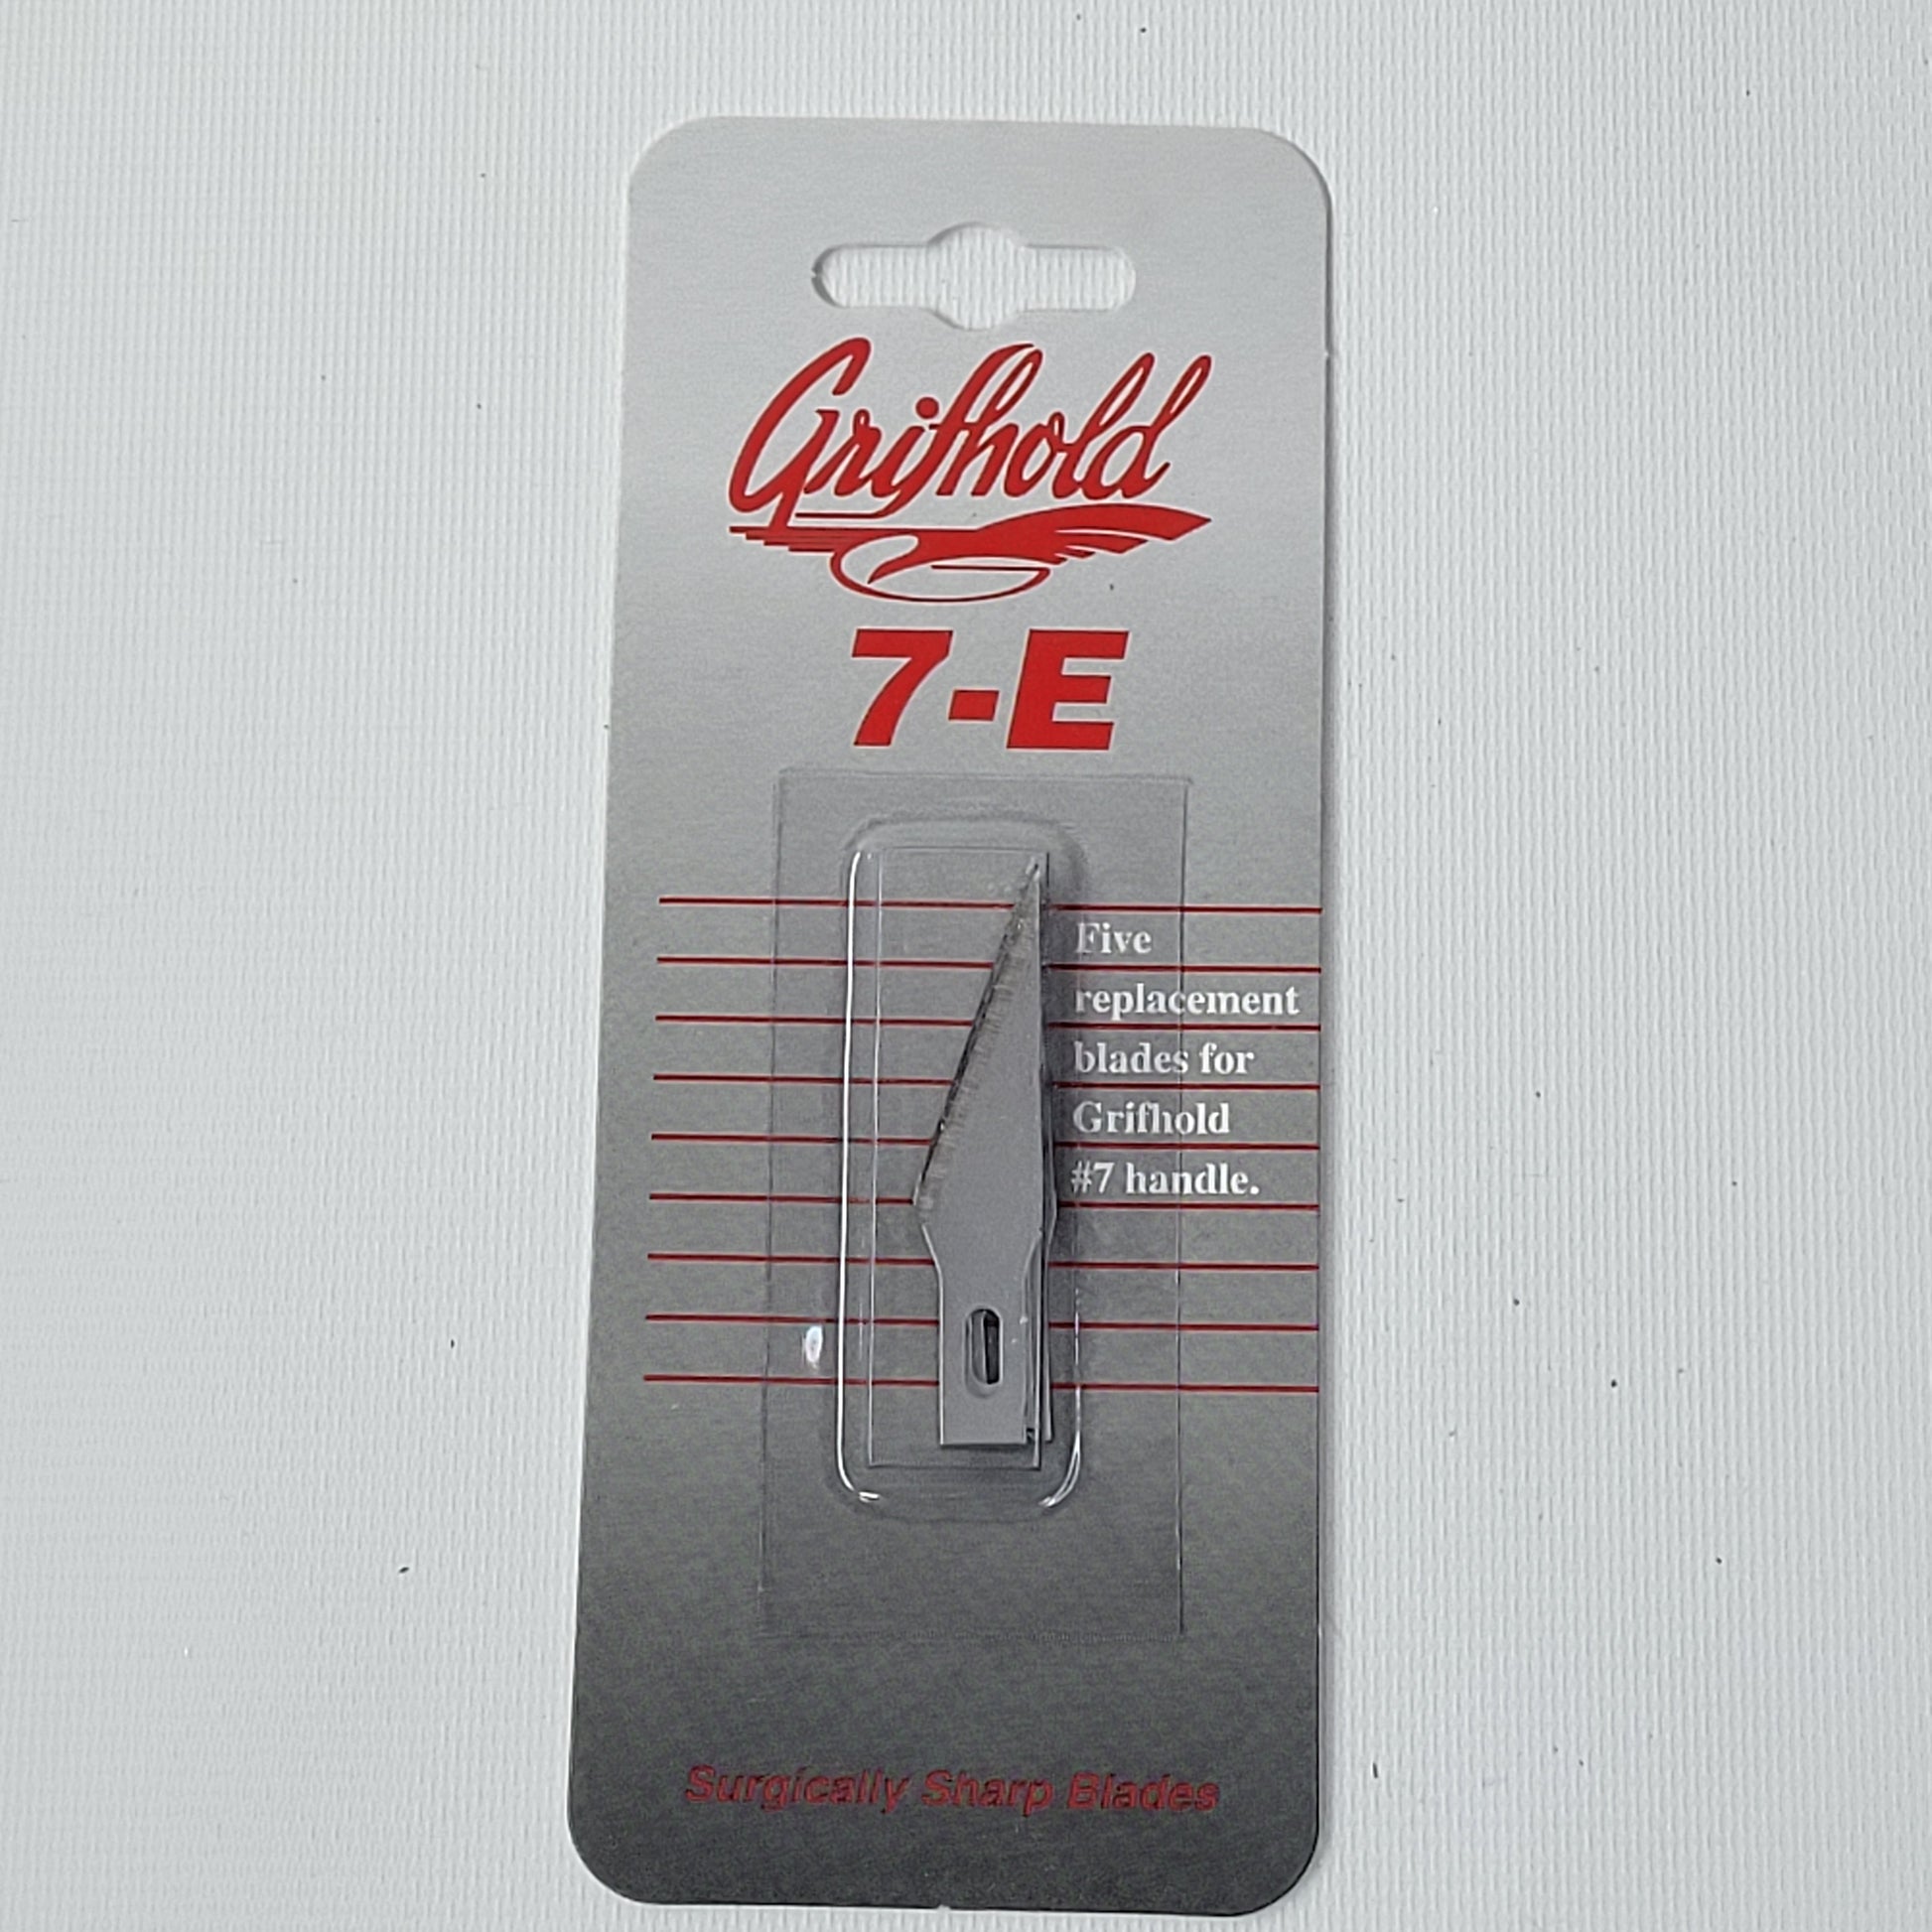 Grifhold
7-E
Five
replacement
blades for
Grifhold
#7 handle.
Surgically Sharp Blades